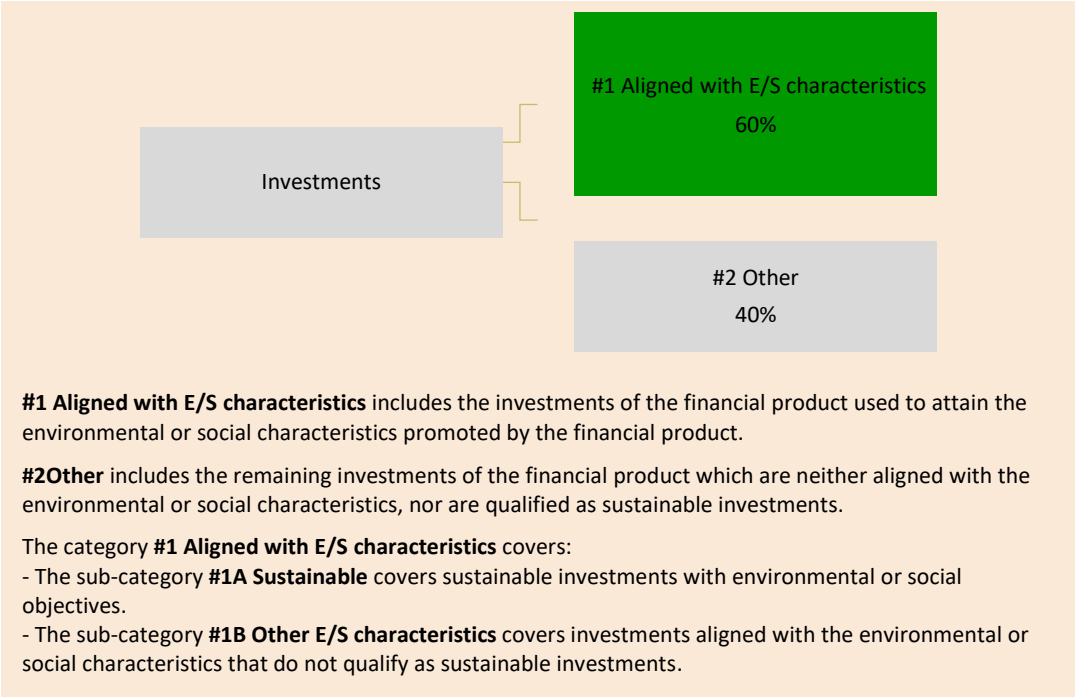 #1 Aligned with E/S characteristics
60%
Investments
#2 Other
40%
#1 Aligned with E/S characteristics includes the investments of the financial product used to attain the
environmental or social characteristics promoted by the financial product.
#2Other includes the remaining investments of the financial product which are neither aligned with the
environmental or social characteristics, nor are qualified as sustainable investments.
The category #1 Aligned with E/S characteristics covers:
- The sub-category #1A Sustainable covers sustainable investments with environmental or social
objectives.
- The sub-category #1B Other E/S characteristics covers investments aligned with the environmental or
social characteristics that do not qualify as sustainable investments.